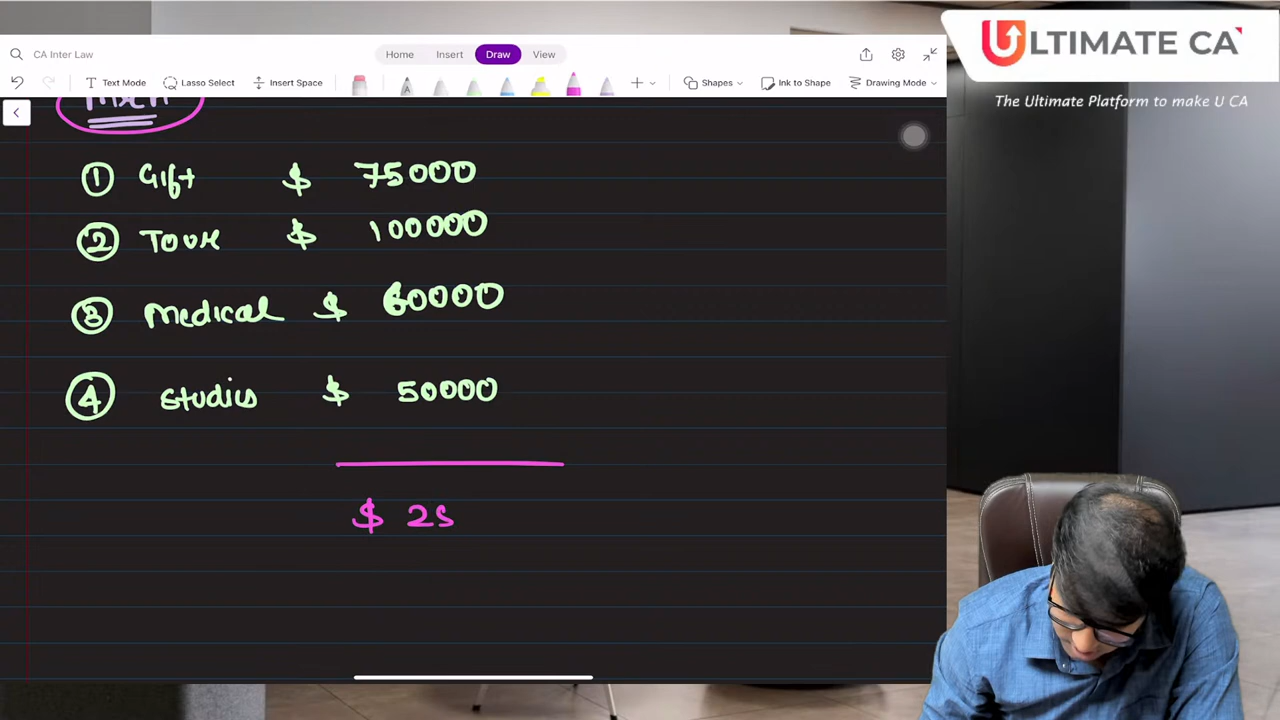 ULTIMATE CA
The Ultimate Platform to make U CA
CA Inter Law
Home Insert Draw View
Text Mode Lasso Select Insert Space Shapes Ink to Shape Drawing Mode
① Gift $ 75000
② Tour $ 100000
③ Medical $ 60000
④ Studies $ 50000
$ 2